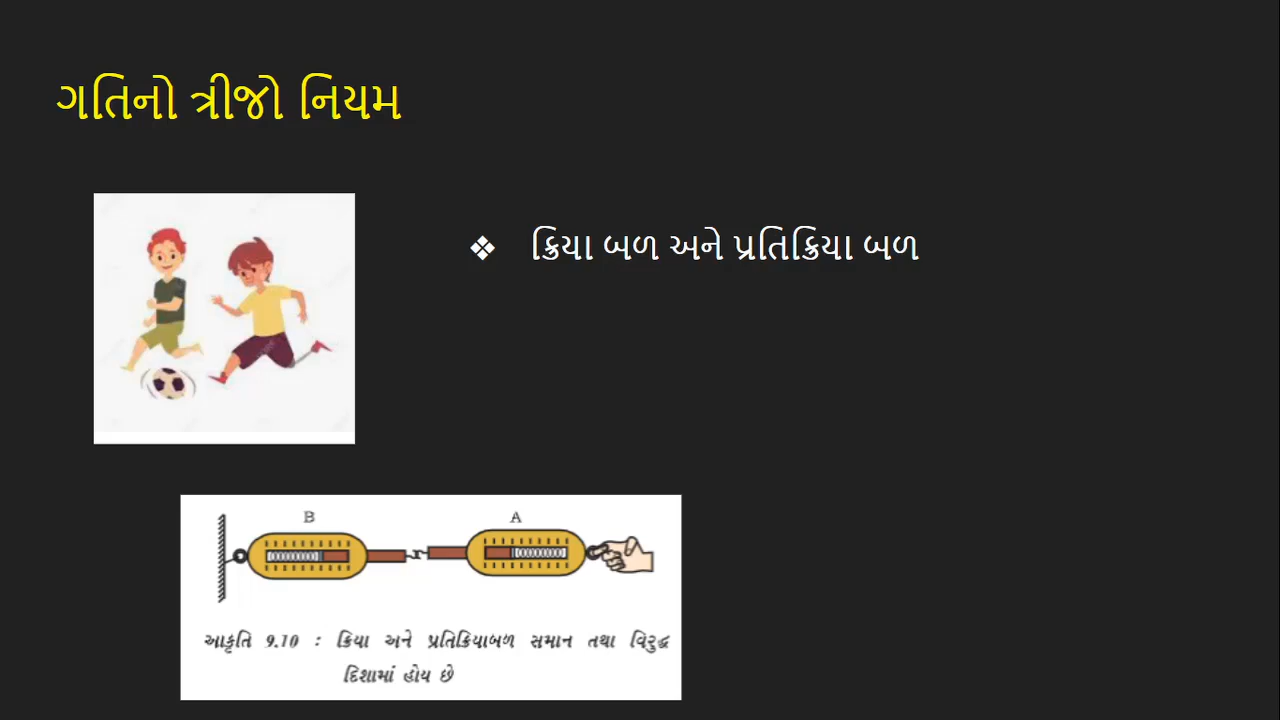 ગતિનો ત્રીજો નિયમ
❖ ક્રિયા બળ અને પ્રતિક્રિયા બળ
B A
આકૃતિ 9.10 : ક્રિયા અને પ્રતિક્રિયાબળ સમાન તથા વિરુદ્ધ
દિશામાં હોય છે